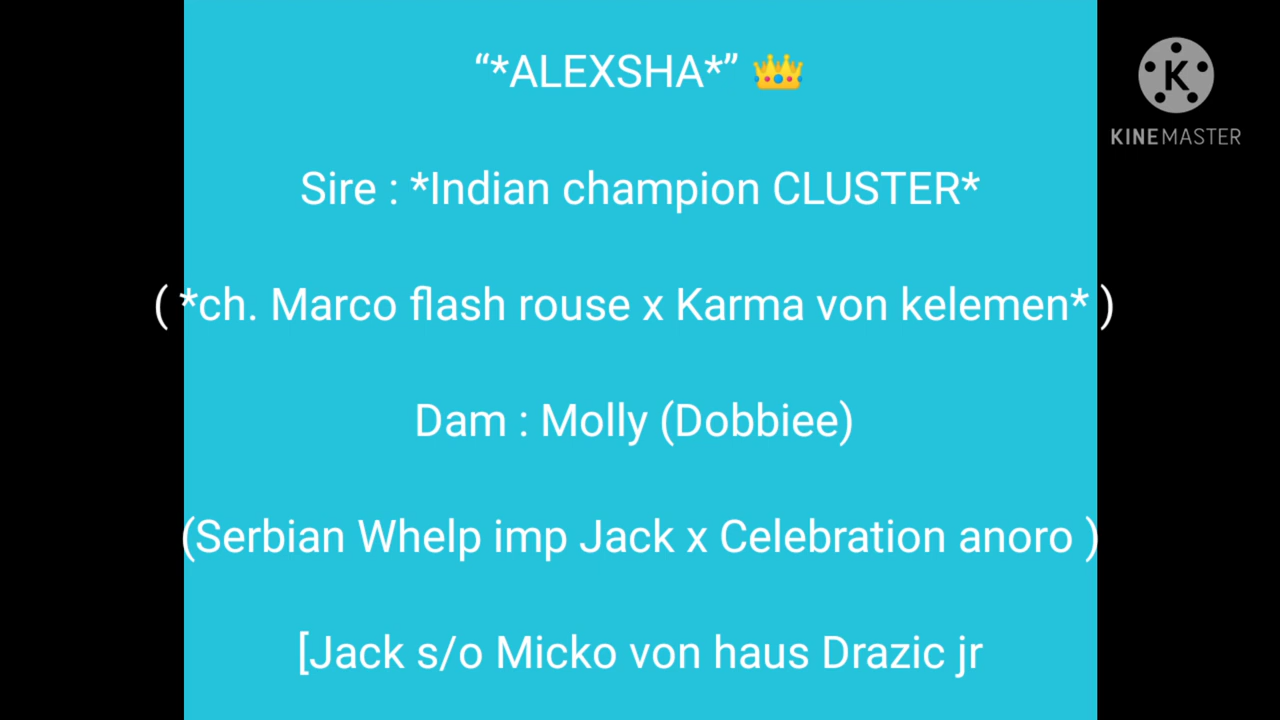 “*ALEXSHA*” 👑
Sire : *Indian champion CLUSTER*
( *ch. Marco flash rouse x Karma von kelemen* )
Dam : Molly (Dobbiee)
(Serbian Whelp imp Jack x Celebration anoro )
[Jack s/o Micko von haus Drazic jr
K
KINEMASTER